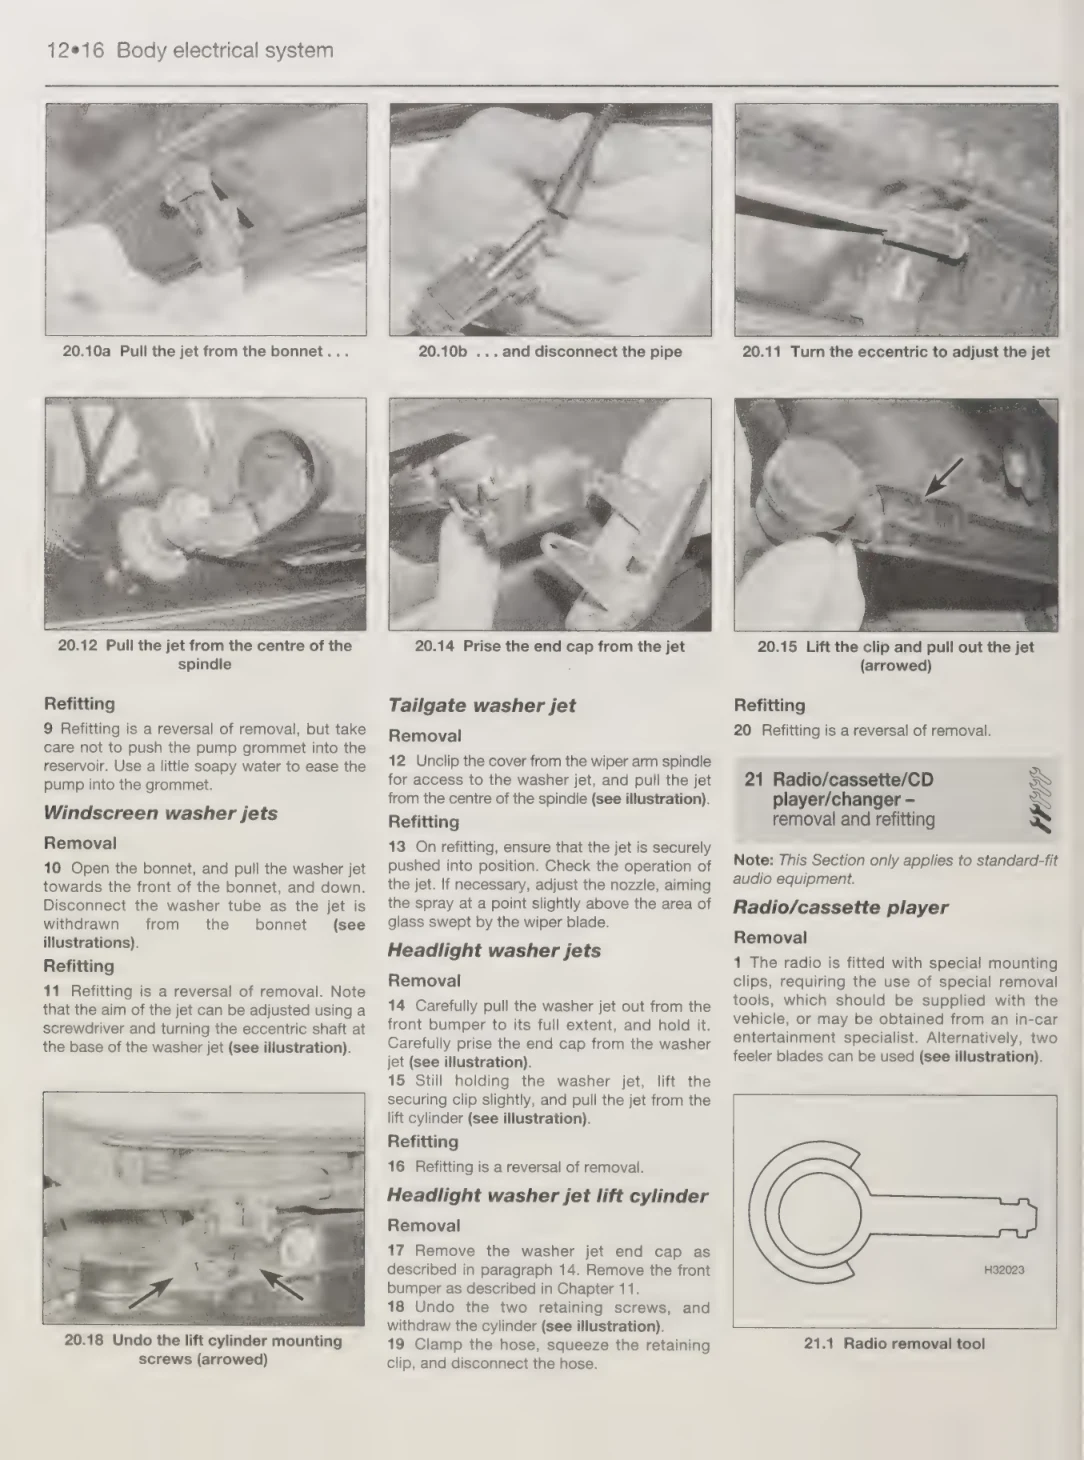 12•16 Body electrical system
20.10a Pull the jet from the bonnet . . .
20.10b . . . and disconnect the pipe
20.11 Turn the eccentric to adjust the jet
20.12 Pull the jet from the centre of the
spindle
20.14 Prise the end cap from the jet
20.15 Lift the clip and pull out the jet
(arrowed)
Refitting
9 Refitting is a reversal of removal, but take
care not to push the pump grommet into the
reservoir. Use a little soapy water to ease the
pump into the grommet.
Windscreen washer jets
Removal
10 Open the bonnet, and pull the washer jet
towards the front of the bonnet, and down.
Disconnect the washer tube as the jet is
withdrawn from the bonnet (see
illustrations).
Refitting
11 Refitting is a reversal of removal. Note
that the aim of the jet can be adjusted using a
screwdriver and turning the eccentric shaft at
the base of the washer jet (see illustration).
20.18 Undo the lift cylinder mounting
screws (arrowed)
Tailgate washer jet
Removal
12 Unclip the cover from the wiper arm spindle
for access to the washer jet, and pull the jet
from the centre of the spindle (see illustration).
Refitting
13 On refitting, ensure that the jet is securely
pushed into position. Check the operation of
the jet. If necessary, adjust the nozzle, aiming
the spray at a point slightly above the area of
glass swept by the wiper blade.
Headlight washer jets
Removal
14 Carefully pull the washer jet out from the
front bumper to its full extent, and hold it.
Carefully prise the end cap from the washer
jet (see illustration).
15 Still holding the washer jet, lift the
securing clip slightly, and pull the jet from the
lift cylinder (see illustration).
Refitting
16 Refitting is a reversal of removal.
Headlight washer jet lift cylinder
Removal
17 Remove the washer jet end cap as
described in paragraph 14. Remove the front
bumper as described in Chapter 11.
18 Undo the two retaining screws, and
withdraw the cylinder (see illustration).
19 Clamp the hose, squeeze the retaining
clip, and disconnect the hose.
Refitting
20 Refitting is a reversal of removal.
21 Radio/cassette/CD
player/changer –
removal and refitting
Note: This Section only applies to standard-fit
audio equipment.
Radio/cassette player
Removal
1 The radio is fitted with special mounting
clips, requiring the use of special removal
tools, which should be supplied with the
vehicle, or may be obtained from an in-car
entertainment specialist. Alternatively, two
feeler blades can be used (see illustration).
H32023
21.1 Radio removal tool